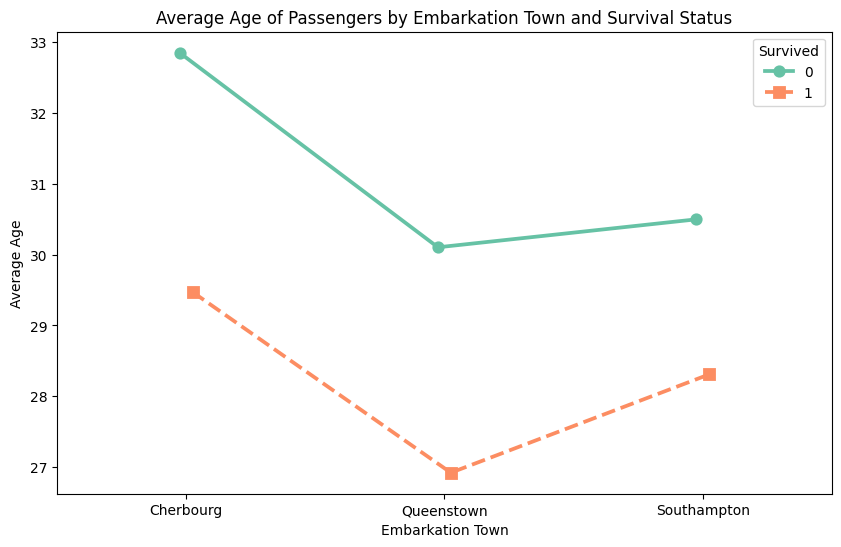 Average Age of Passengers by Embarkation Town and Survival Status
Survived
0
1
33
32
31
30
29
28
27
Average Age
Cherbourg
Queenstown
Southampton
Embarkation Town